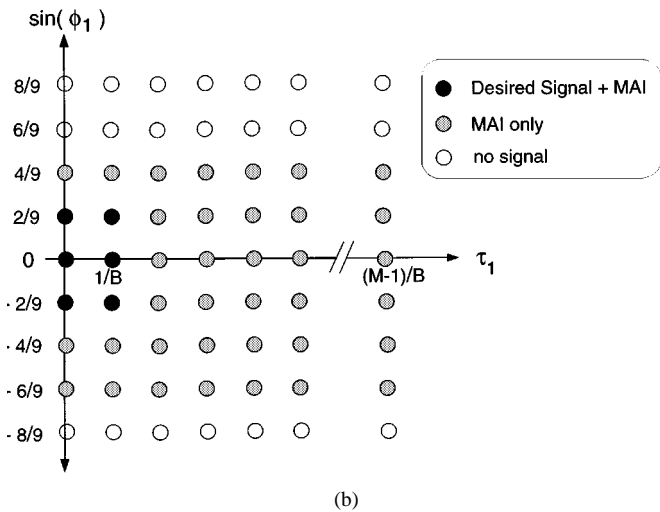 sin(ϕ1)
8/9
6/9
4/9
2/9
0
- 2/9
- 4/9
- 6/9
- 8/9
1/B
(M-1)/B
τ1
Desired Signal + MAI
MAI only
no signal
(b)